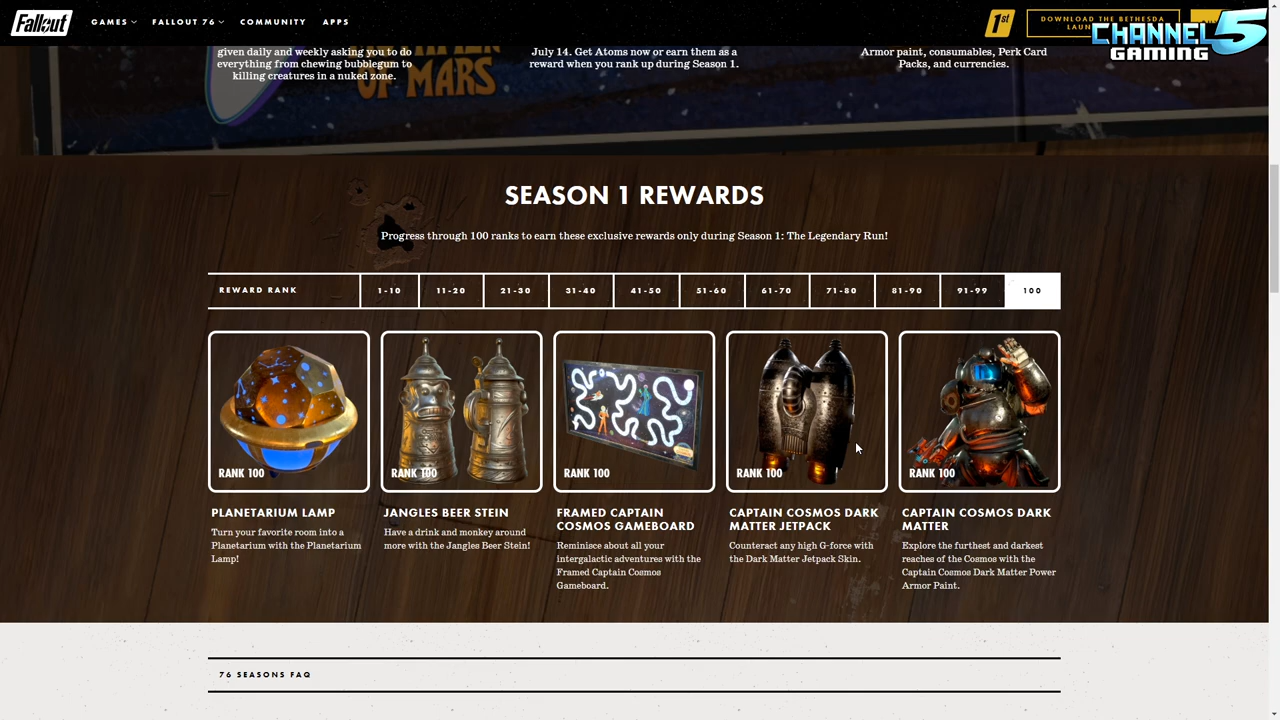 Fallout
GAMES
FALLOUT 76
COMMUNITY
APPS
1st
DOWNLOAD THE BETHESDA
CHANNEL 5
GAMING
given daily and weekly asking you to do
everything from chewing bubblegum to
killing creatures in a nuked zone.
July 14. Get Atoms now or earn them as a
reward when you rank up during Season 1.
Armor paint, consumables, Perk Card
Packs, and currencies.
OF MARS
SEASON 1 REWARDS
Progress through 100 ranks to earn these exclusive rewards only during Season 1: The Legendary Run!
REWARD RANK
1-10
11-20
21-30
31-40
41-50
51-60
61-70
71-80
81-90
91-99
100
RANK 100
RANK 100
RANK 100
RANK 100
RANK 100
PLANETARIUM LAMP
Turn your favorite room into a
Planetarium with the Planetarium
Lamp!
JANGLES BEER STEIN
Have a drink and monkey around
more with the Jangles Beer Stein!
FRAMED CAPTAIN
COSMOS GAMEBOARD
Reminisce about all your
intergalactic adventures with the
Framed Captain Cosmos
Gameboard.
CAPTAIN COSMOS DARK
MATTER JETPACK
Counteract any high G-force with
the Dark Matter Jetpack Skin.
CAPTAIN COSMOS DARK
MATTER
Explore the furthest and darkest
reaches of the Cosmos with the
Captain Cosmos Dark Matter Power
Armor Paint.
76 SEASONS FAQ